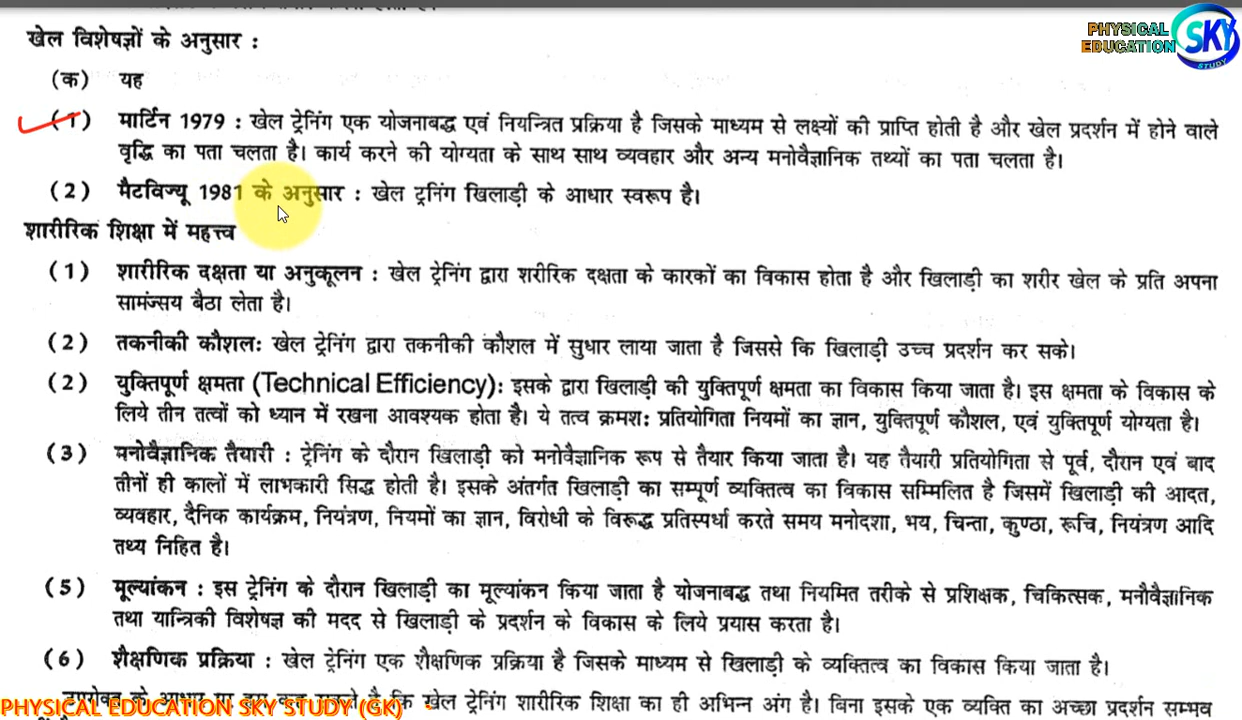 PHYSICAL
EDUCATION
SKY
STUDY
खेल विशेषज्ञों के अनुसार :
(क) यह
(1) मार्टिन 1979 : खेल ट्रेनिंग एक योजनाबद्ध एवं नियन्त्रित प्रक्रिया है जिसके माध्यम से लक्ष्यों की प्राप्ति होती है और खेल प्रदर्शन में होने वाले
वृद्धि का पता चलता है। कार्य करने की योग्यता के साथ साथ व्यवहार और अन्य मनोवैज्ञानिक तथ्यों का पता चलता है।
(2) मैटविज्यू 1981 के अनुसार : खेल ट्रनिंग खिलाड़ी के आधार स्वरूप है।
शारीरिक शिक्षा में महत्त्व
(1) शारीरिक दक्षता या अनुकूलन : खेल ट्रेनिंग द्वारा शरीरिक दक्षता के कारकों का विकास होता है और खिलाड़ी का शरीर खेल के प्रति अपना
सामंज्सय बैठा लेता है।
(2) तकनीकी कौशलः खेल ट्रेनिंग द्वारा तकनीकी कौशल में सुधार लाया जाता है जिससे कि खिलाड़ी उच्च प्रदर्शन कर सके।
(2) युक्तिपूर्ण क्षमता (Technical Efficiency): इसके द्वारा खिलाड़ी की युक्तिपूर्ण क्षमता का विकास किया जाता है। इस क्षमता के विकास के
लिये तीन तत्वों को ध्यान में रखना आवश्यक होता है। ये तत्व क्रमशः प्रतियोगिता नियमों का ज्ञान, युक्तिपूर्ण कौशल, एवं युक्तिपूर्ण योग्यता है।
(3) मनोवैज्ञानिक तैयारी : ट्रेनिंग के दौरान खिलाड़ी को मनोवैज्ञानिक रूप से तैयार किया जाता है। यह तैयारी प्रतियोगिता से पूर्व, दौरान एवं बाद
तीनों ही कालों में लाभकारी सिद्ध होती है। इसके अंतर्गत खिलाड़ी का सम्पूर्ण व्यक्तित्व का विकास सम्मिलित है जिसमें खिलाड़ी की आदत,
व्यवहार, दैनिक कार्यक्रम, नियंत्रण, नियमों का ज्ञान, विरोधी के विरूद्ध प्रतिस्पर्धा करते समय मनोदशा, भय, चिन्ता, कुण्ठा, रूचि, नियंत्रण आदि
तथ्य निहित है।
(5) मूल्यांकन : इस ट्रेनिंग के दौरान खिलाड़ी का मूल्यांकन किया जाता है योजनाबद्ध तथा नियमित तरीके से प्रशिक्षक, चिकित्सक, मनौवैज्ञानिक
तथा यान्त्रिकी विशेषज्ञ की मदद से खिलाड़ी के प्रदर्शन के विकास के लिये प्रयास करता है।
(6) शैक्षणिक प्रक्रिया : खेल ट्रेनिंग एक शैक्षणिक प्रक्रिया है जिसके माध्यम से खिलाड़ी के व्यक्तित्व का विकास किया जाता है।
खेल ट्रेनिंग शारीरिक शिक्षा का ही अभिन्न अंग है। बिना इसके एक व्यक्ति का अच्छा प्रदर्शन सम्भव
PHYSICAL EDUCATION SKY STUDY (GK)